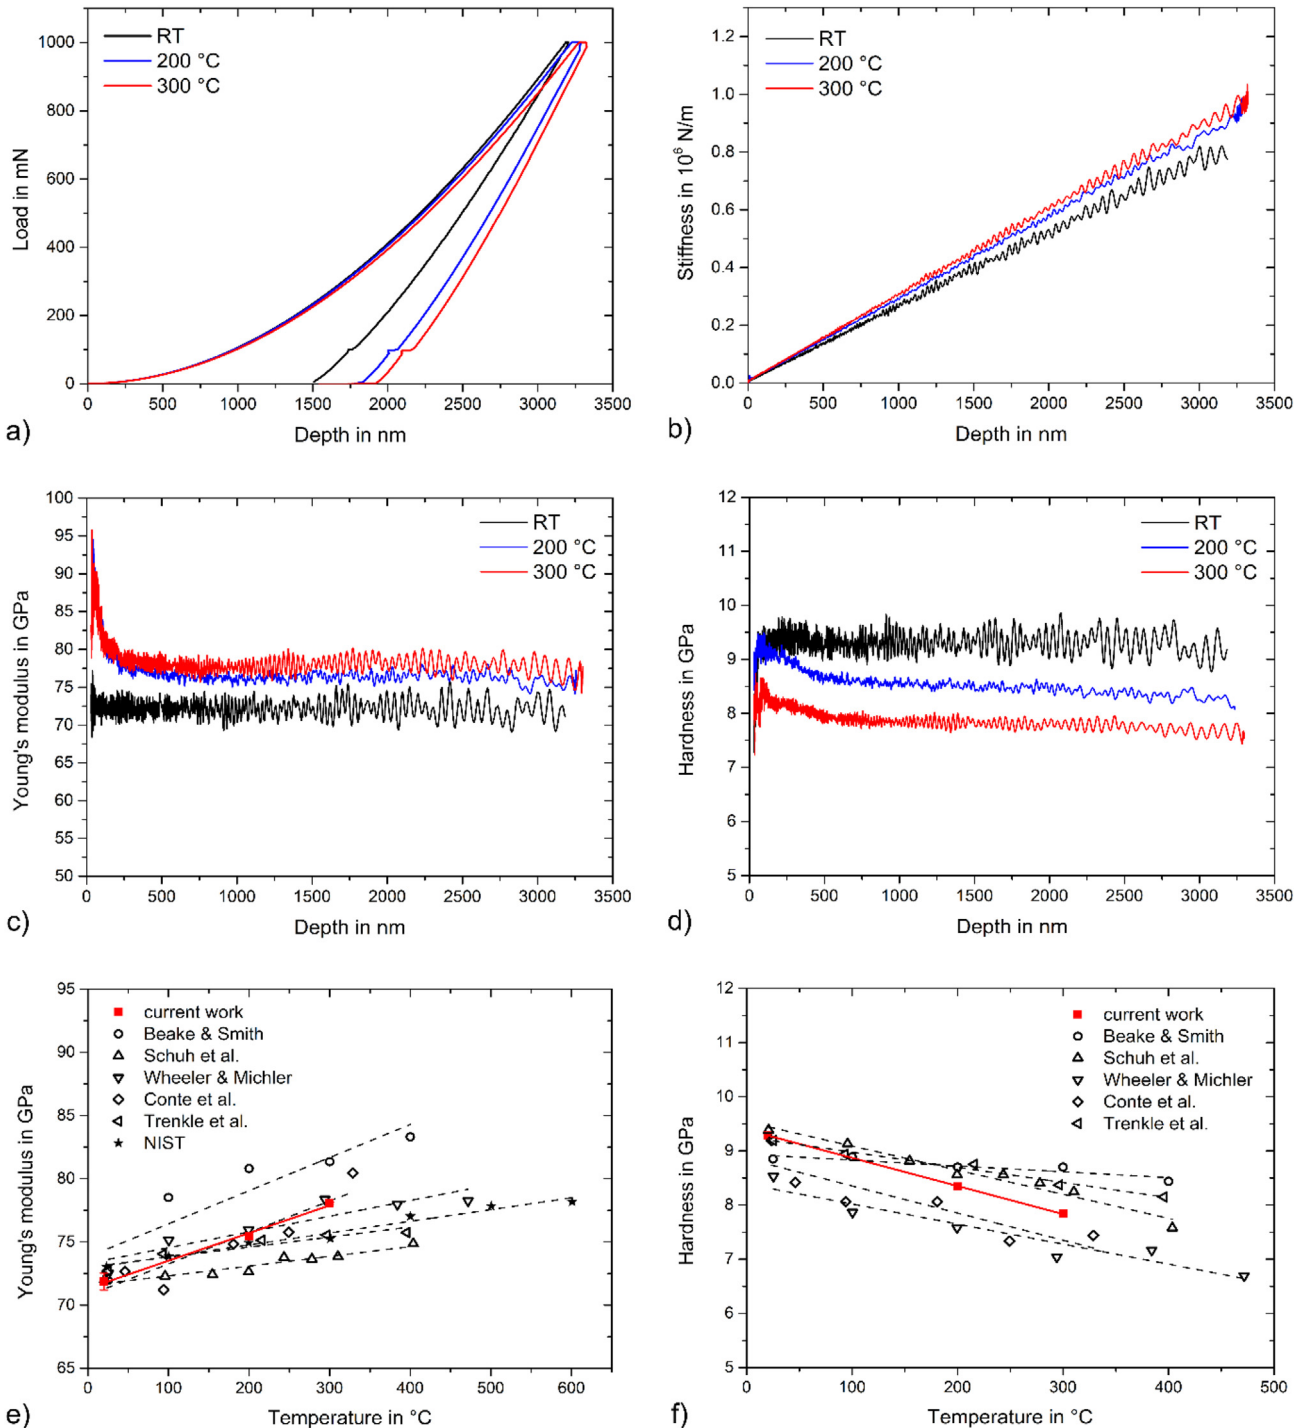 RT
200 °C
300 °C
Load in mN
1000
800
600
400
200
0
0 500 1000 1500 2000 2500 3000 3500
Depth in nm
a)
RT
200 °C
300 °C
Stiffness in 10⁶ N/m
1.2
1.0
0.8
0.6
0.4
0.2
0.0
0 500 1000 1500 2000 2500 3000 3500
Depth in nm
b)
RT
200 °C
300 °C
Young's modulus in GPa
100
95
90
85
80
75
70
65
60
55
50
0 500 1000 1500 2000 2500 3000 3500
Depth in nm
c)
RT
200 °C
300 °C
Hardness in GPa
12
11
10
9
8
7
6
5
0 500 1000 1500 2000 2500 3000 3500
Depth in nm
d)
current work
Beake & Smith
Schuh et al.
Wheeler & Michler
Conte et al.
Trenkle et al.
NIST
Young's modulus in GPa
95
90
85
80
75
70
65
0 100 200 300 400 500 600
Temperature in °C
e)
current work
Beake & Smith
Schuh et al.
Wheeler & Michler
Conte et al.
Trenkle et al.
Hardness in GPa
12
11
10
9
8
7
6
5
0 100 200 300 400 500
Temperature in °C
f)